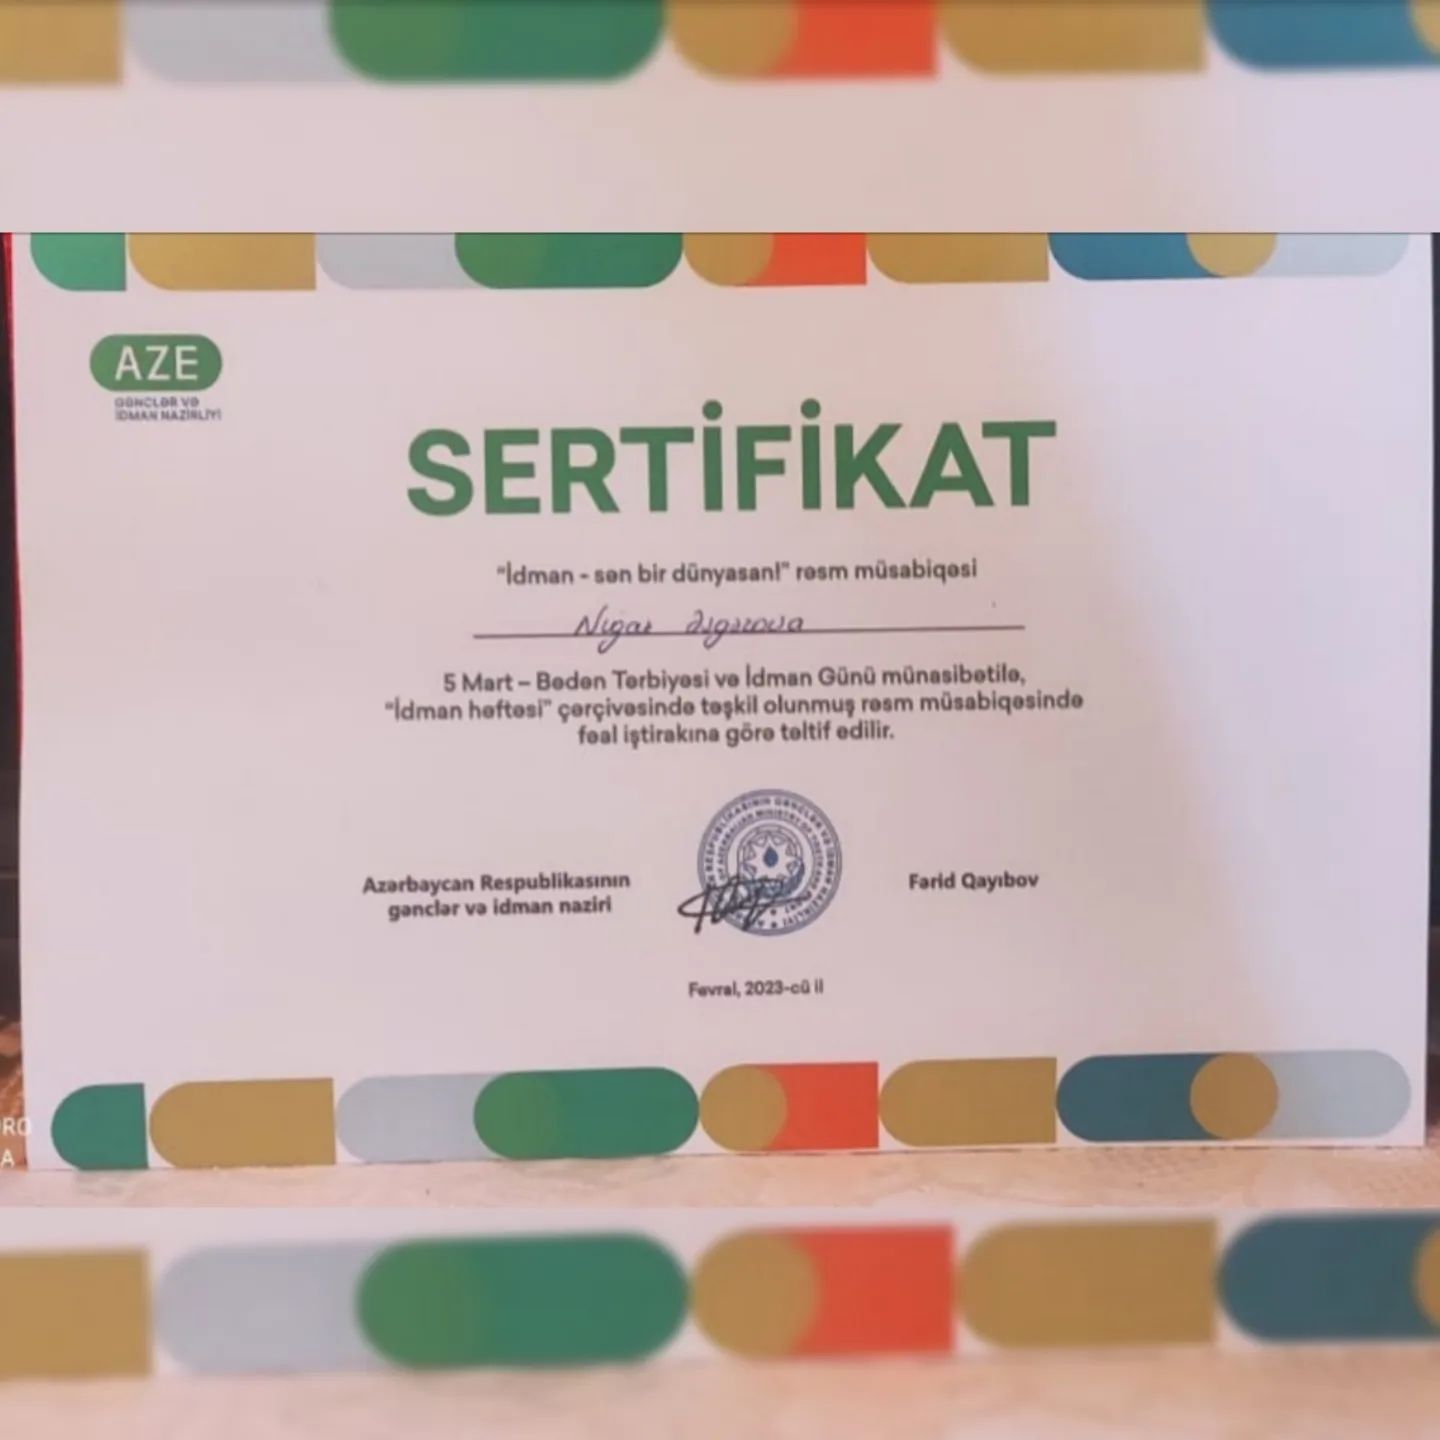 AZE
GƏNCLƏR VƏ
İDMAN NAZİRLİYİ
SERTİFİKAT
“İdman - sən bir dünyasan!” rəsm müsabiqəsi
Nigar Əsgərova
5 Mart – Bədən Tərbiyəsi və İdman Günü münasibətilə,
“İdman həftəsi” çərçivəsində təşkil olunmuş rəsm müsabiqəsində
fəal iştirakına görə təltif edilir.
Azərbaycan Respublikasının
gənclər və idman naziri
Fərid Qayıbov
Fevral, 2023-cü il
RO
A